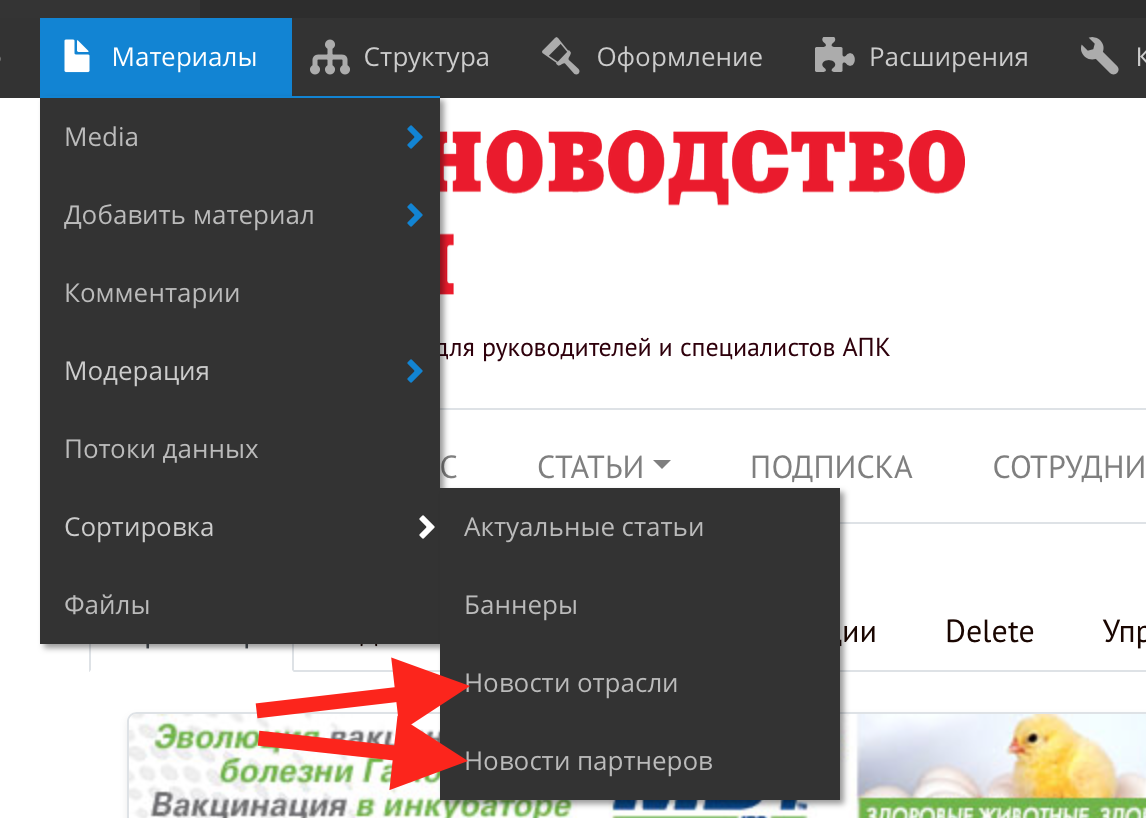 Материалы
Структура
Оформление
Расширения
Media
Добавить материал
Комментарии
Модерация
Потоки данных
Сортировка
Файлы
Актуальные статьи
Баннеры
Новости отрасли
Новости партнеров
новодство
для руководителей и специалистов АПК
С
СТАТЬИ
ПОДПИСКА
СОТРУДНИ
ции
Delete
Упр
Эволюция вакци
болезни Га
Вакцинация в инкубаторе
ЗДОРОВЫЕ ЖИВОТНЫЕ, ЗДО